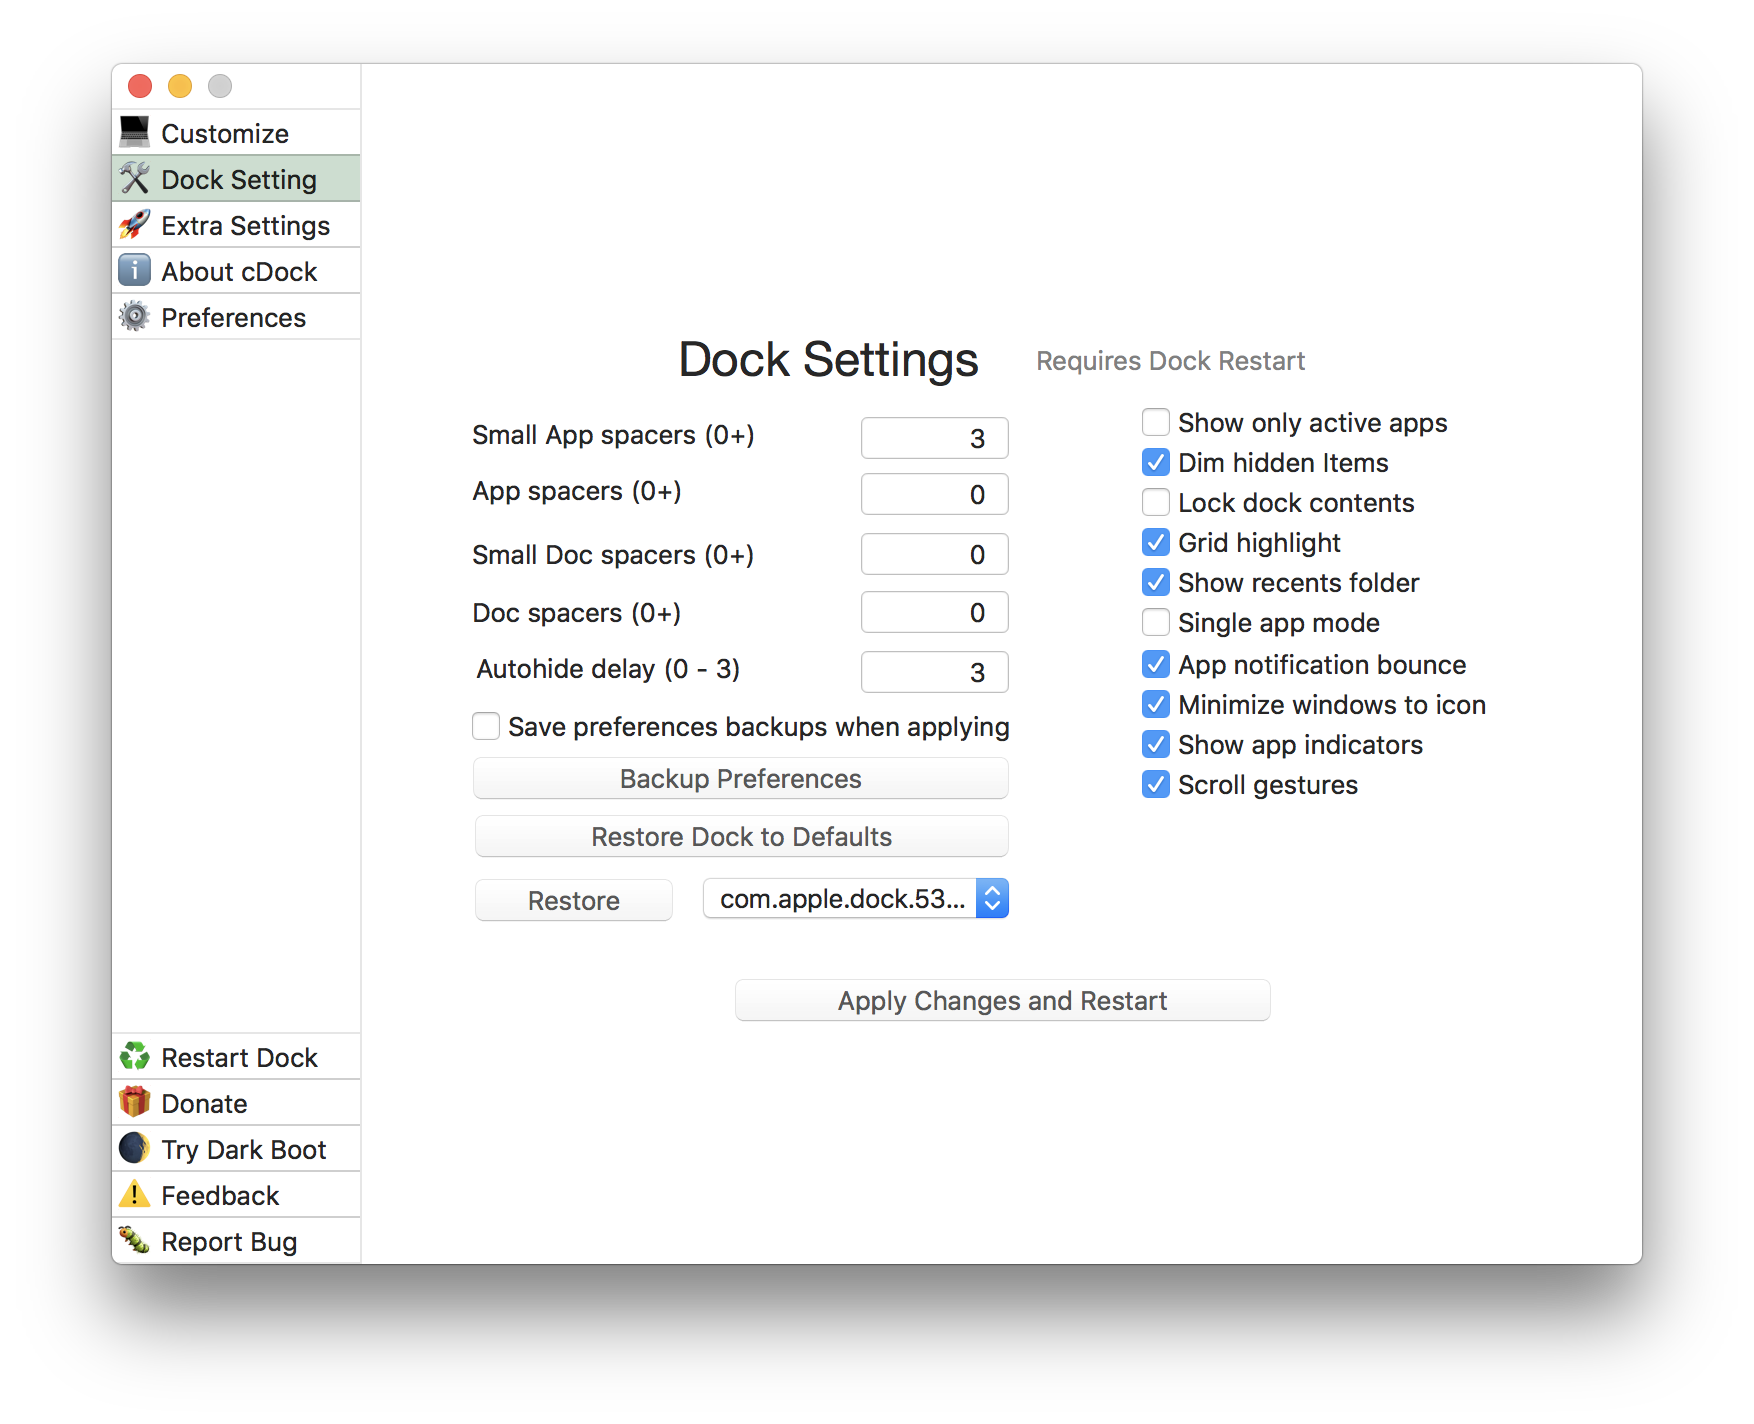 Customize
Dock Setting
Extra Settings
About cDock
Preferences
Dock Settings
Requires Dock Restart
Small App spacers (0+)
3
App spacers (0+)
0
Small Doc spacers (0+)
0
Doc spacers (0+)
0
Autohide delay (0 - 3)
3
Save preferences backups when applying
Backup Preferences
Restore Dock to Defaults
Restore
com.apple.dock.53...
Show only active apps
Dim hidden Items
Lock dock contents
Grid highlight
Show recents folder
Single app mode
App notification bounce
Minimize windows to icon
Show app indicators
Scroll gestures
Apply Changes and Restart
Restart Dock
Donate
Try Dark Boot
Feedback
Report Bug